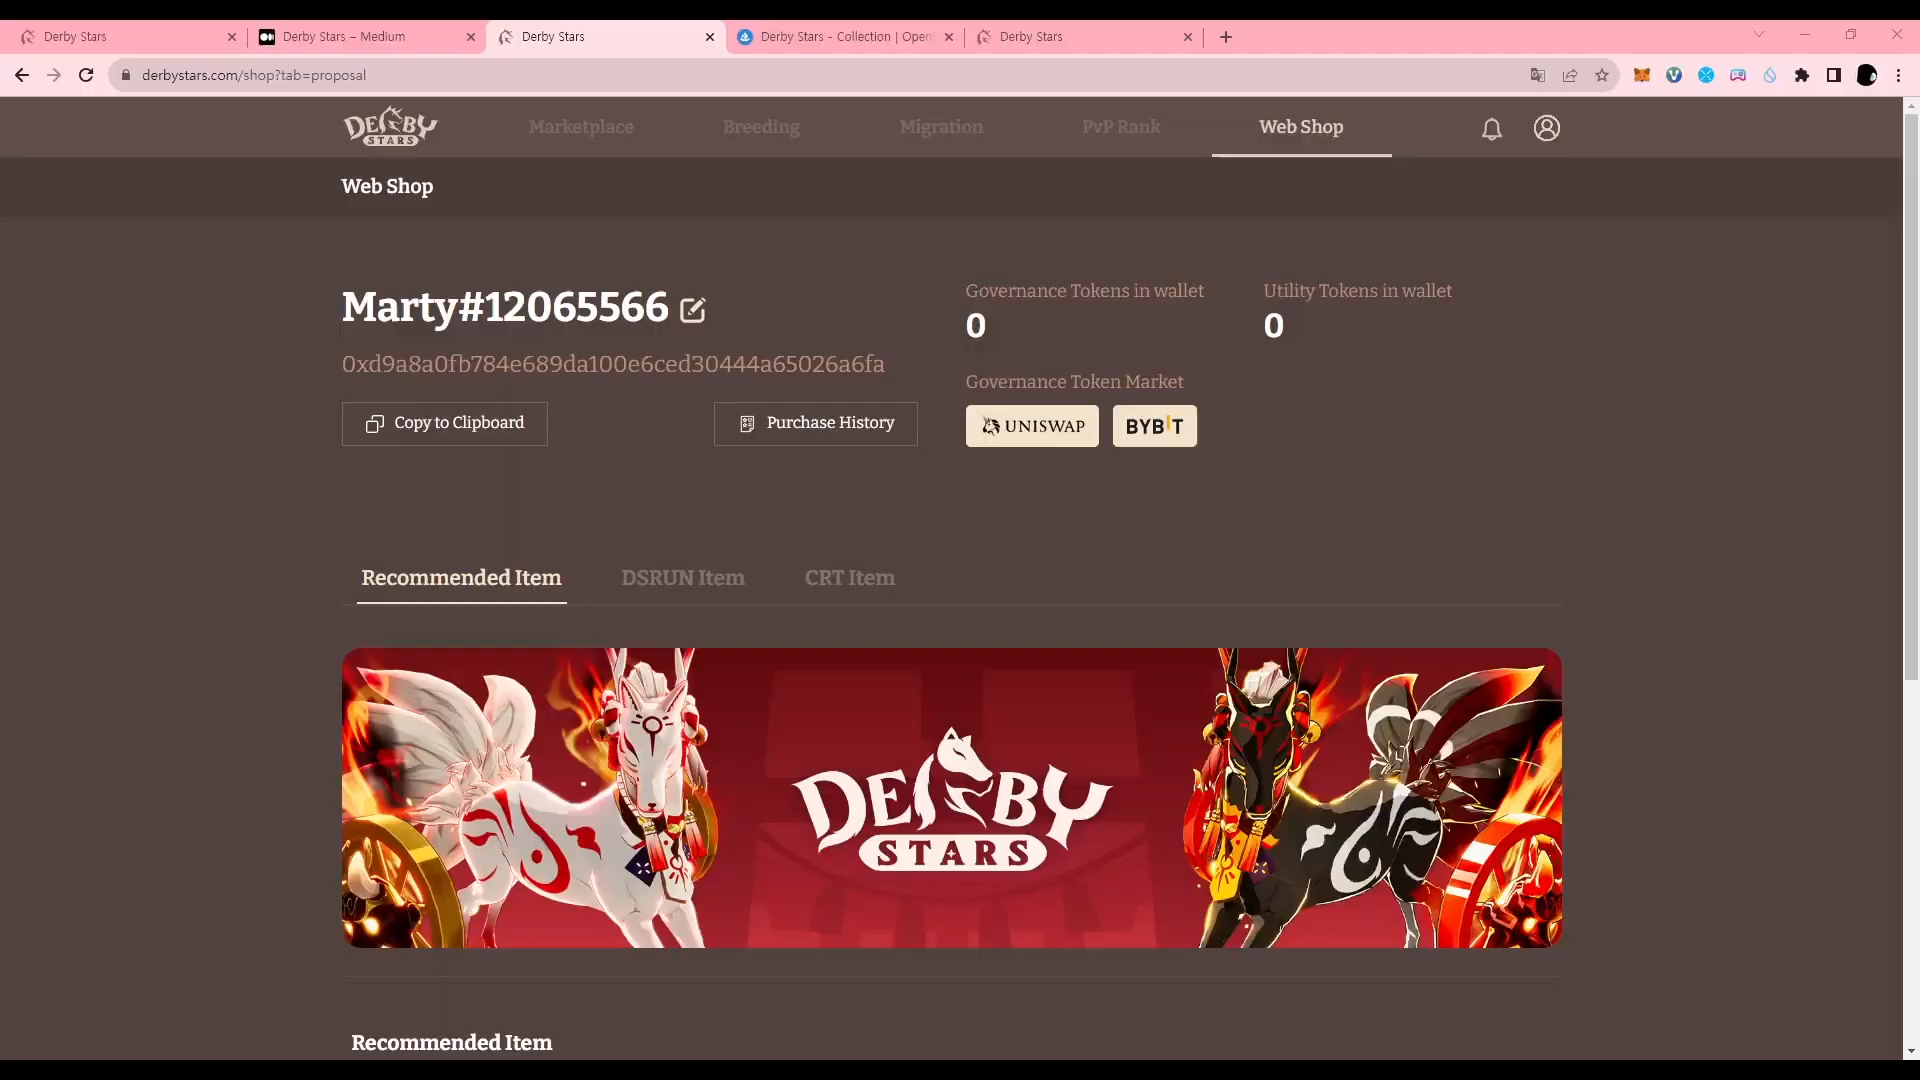 Derby Stars
Derby Stars – Medium
Derby Stars
Derby Stars - Collection | Open
Derby Stars
derbystars.com/shop?tab=proposal
DERBY STARS
Marketplace
Breeding
Migration
PvP Rank
Web Shop
Web Shop
Marty#12065566
0xd9a8a0fb784e689da100e6ced30444a65026a6fa
Copy to Clipboard
Purchase History
Governance Tokens in wallet
0
Utility Tokens in wallet
0
Governance Token Market
UNISWAP
BYBIT
Recommended Item
DSRUN Item
CRT Item
DERBY
STARS
Recommended Item